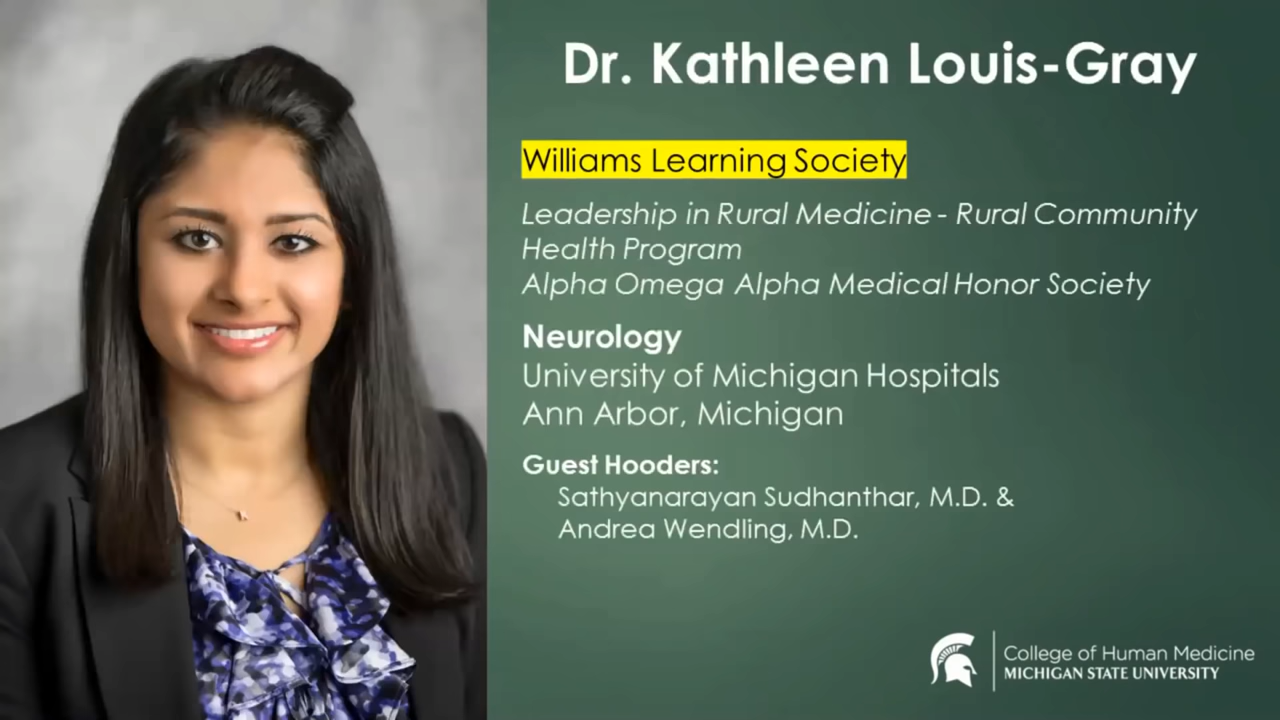 Dr. Kathleen Louis-Gray
Williams Learning Society
Leadership in Rural Medicine - Rural Community
Health Program
Alpha Omega Alpha Medical Honor Society
Neurology
University of Michigan Hospitals
Ann Arbor, Michigan
Guest Hooders:
Sathyanarayan Sudhanthar, M.D. &
Andrea Wendling, M.D.
College of Human Medicine
MICHIGAN STATE UNIVERSITY